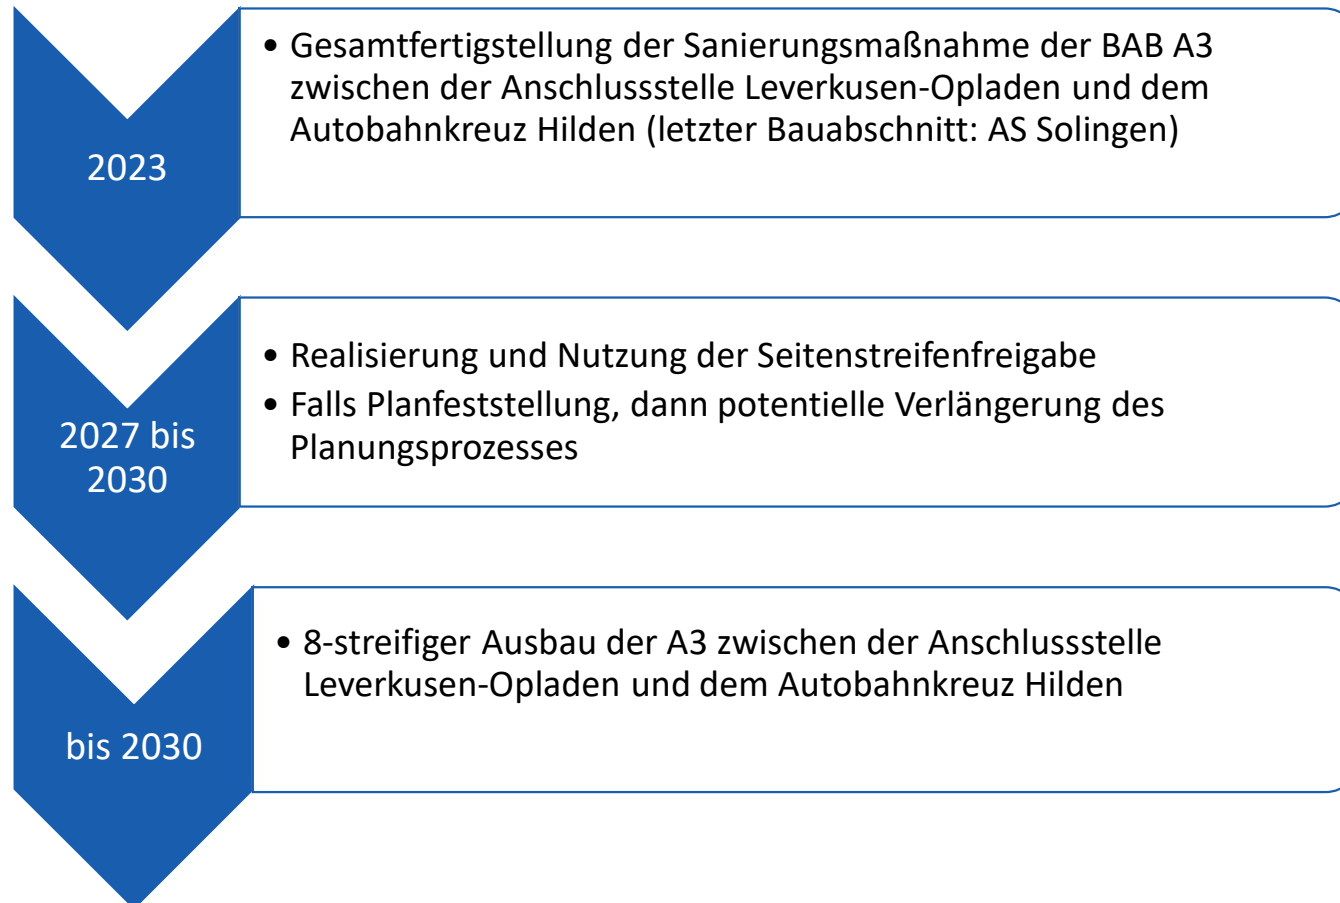 2023
• Gesamtfertigstellung der Sanierungsmaßnahme der BAB A3
zwischen der Anschlussstelle Leverkusen-Opladen und dem
Autobahnkreuz Hilden (letzter Bauabschnitt: AS Solingen)
2027 bis
2030
• Realisierung und Nutzung der Seitenstreifenfreigabe
• Falls Planfeststellung, dann potentielle Verlängerung des
Planungsprozesses
bis 2030
• 8-streifiger Ausbau der A3 zwischen der Anschlussstelle
Leverkusen-Opladen und dem Autobahnkreuz Hilden